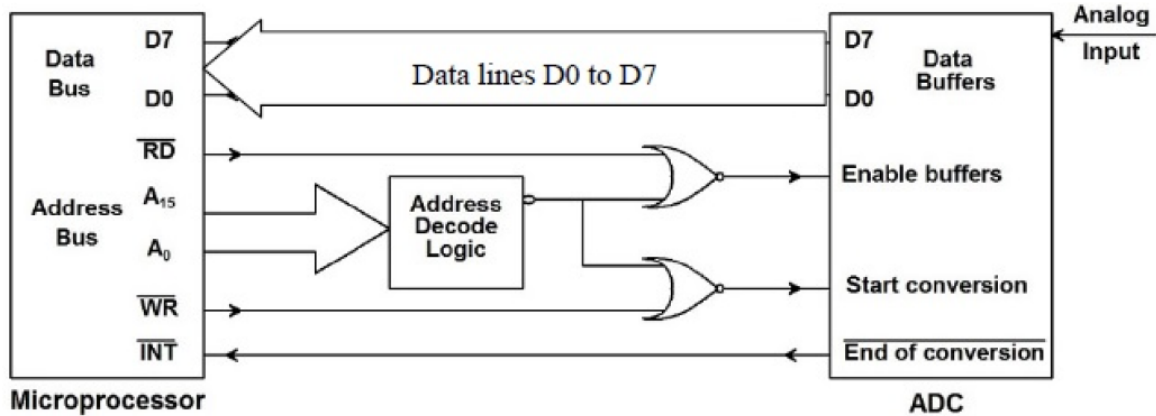 Data
Bus
D7
D0
Data lines D0 to D7
D7
D0
Data
Buffers
Analog
Input
RD
Address
Bus
A15
A0
Address
Decode
Logic
Enable buffers
Start conversion
WR
INT
End of conversion
Microprocessor
ADC